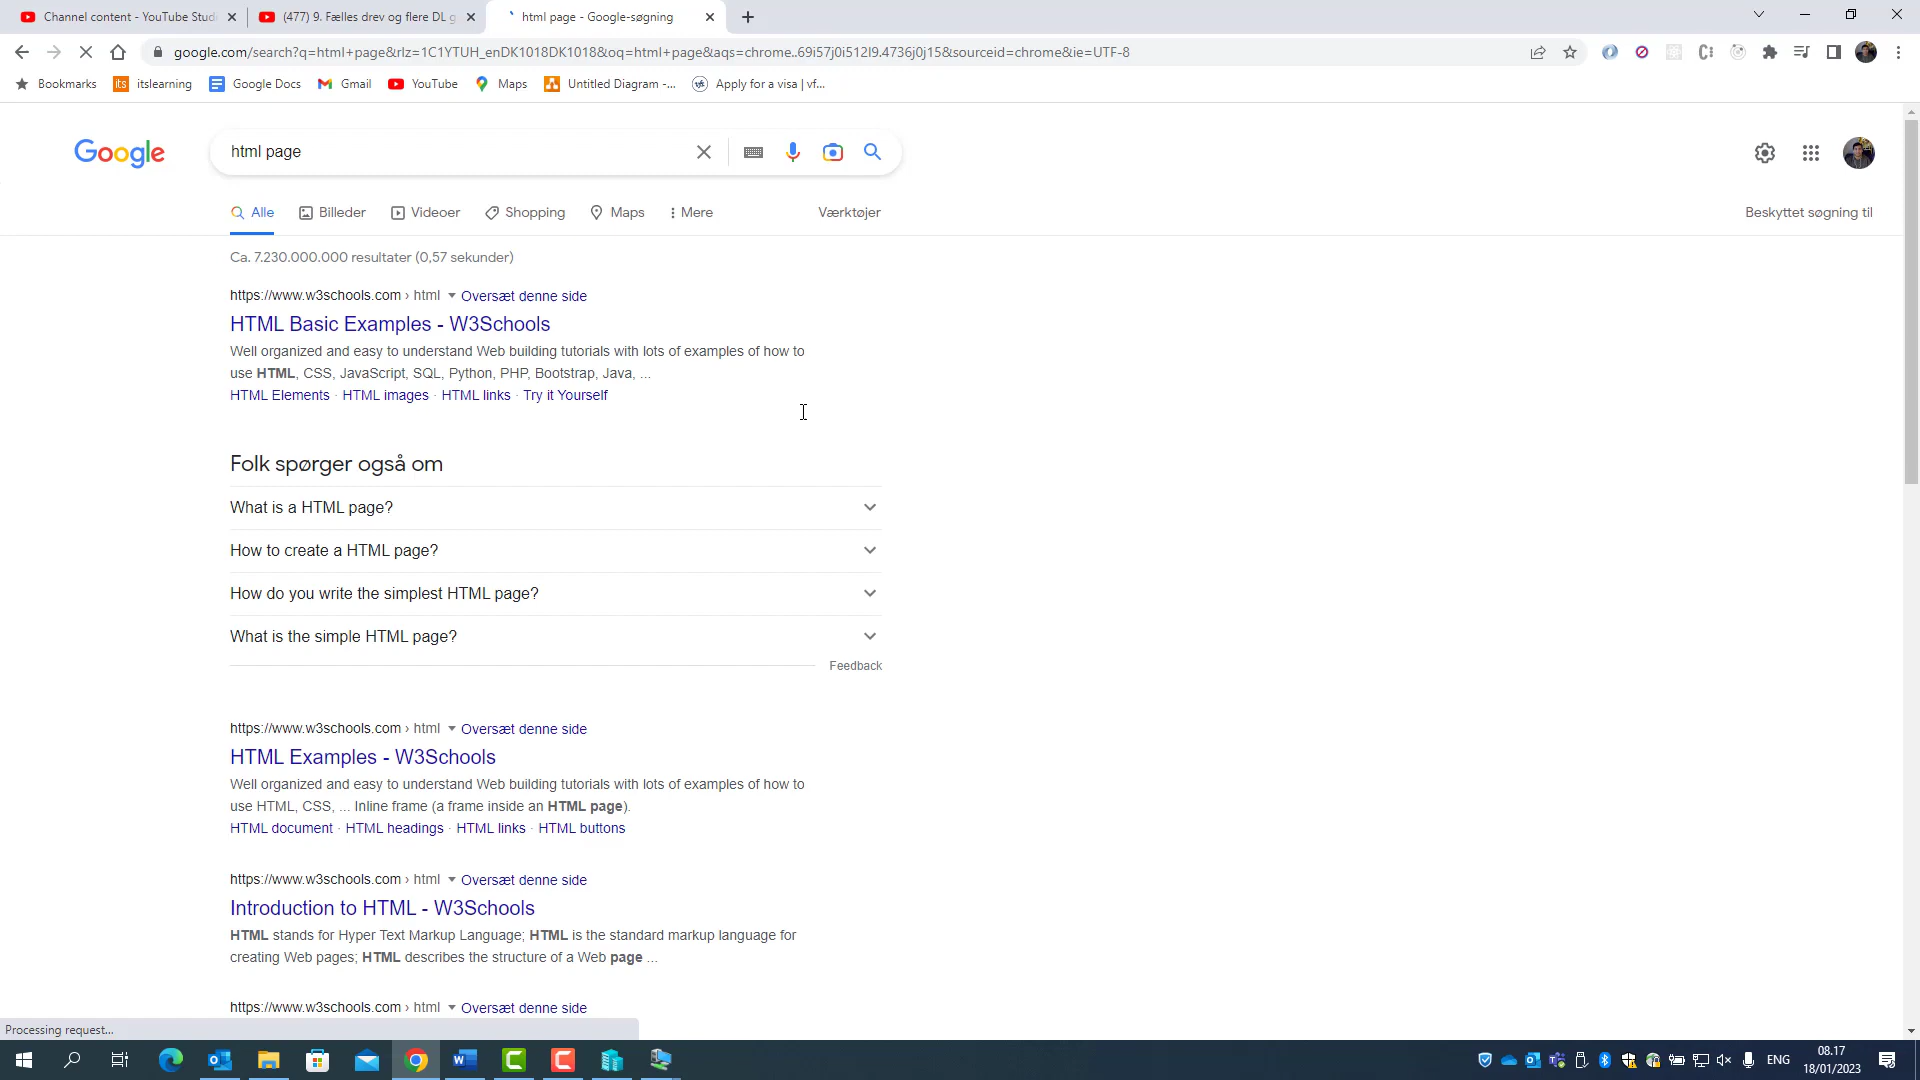 Channel content - YouTube Stud
(477) 9. Fælles drev og flere DL g
html page - Google-søgning
google.com/search?q=html+page&rlz=1C1YTUH_enDK1018DK1018&oq=html+page&aqs=chrome..69i57j0i512l9.4736j0j15&sourceid=chrome&ie=UTF-8
Bookmarks
its itslearning
Google Docs
Gmail
YouTube
Maps
Untitled Diagram -...
Apply for a visa | vf...
Google
html page
Alle
Billeder
Videoer
Shopping
Maps
Mere
Værktøjer
Beskyttet søgning til
Ca. 7.230.000.000 resultater (0,57 sekunder)
https://www.w3schools.com › html Oversæt denne side
HTML Basic Examples - W3Schools
Well organized and easy to understand Web building tutorials with lots of examples of how to
use HTML, CSS, JavaScript, SQL, Python, PHP, Bootstrap, Java, ...
HTML Elements · HTML images · HTML links · Try it Yourself
Folk spørger også om
What is a HTML page?
How to create a HTML page?
How do you write the simplest HTML page?
What is the simple HTML page?
Feedback
https://www.w3schools.com › html Oversæt denne side
HTML Examples - W3Schools
Well organized and easy to understand Web building tutorials with lots of examples of how to
use HTML, CSS, ... Inline frame (a frame inside an HTML page).
HTML document · HTML headings · HTML links · HTML buttons
https://www.w3schools.com › html Oversæt denne side
Introduction to HTML - W3Schools
HTML stands for Hyper Text Markup Language; HTML is the standard markup language for
creating Web pages; HTML describes the structure of a Web page ...
https://www.w3schools.com › html Oversæt denne side
Processing request...
ENG
08.17
18/01/2023